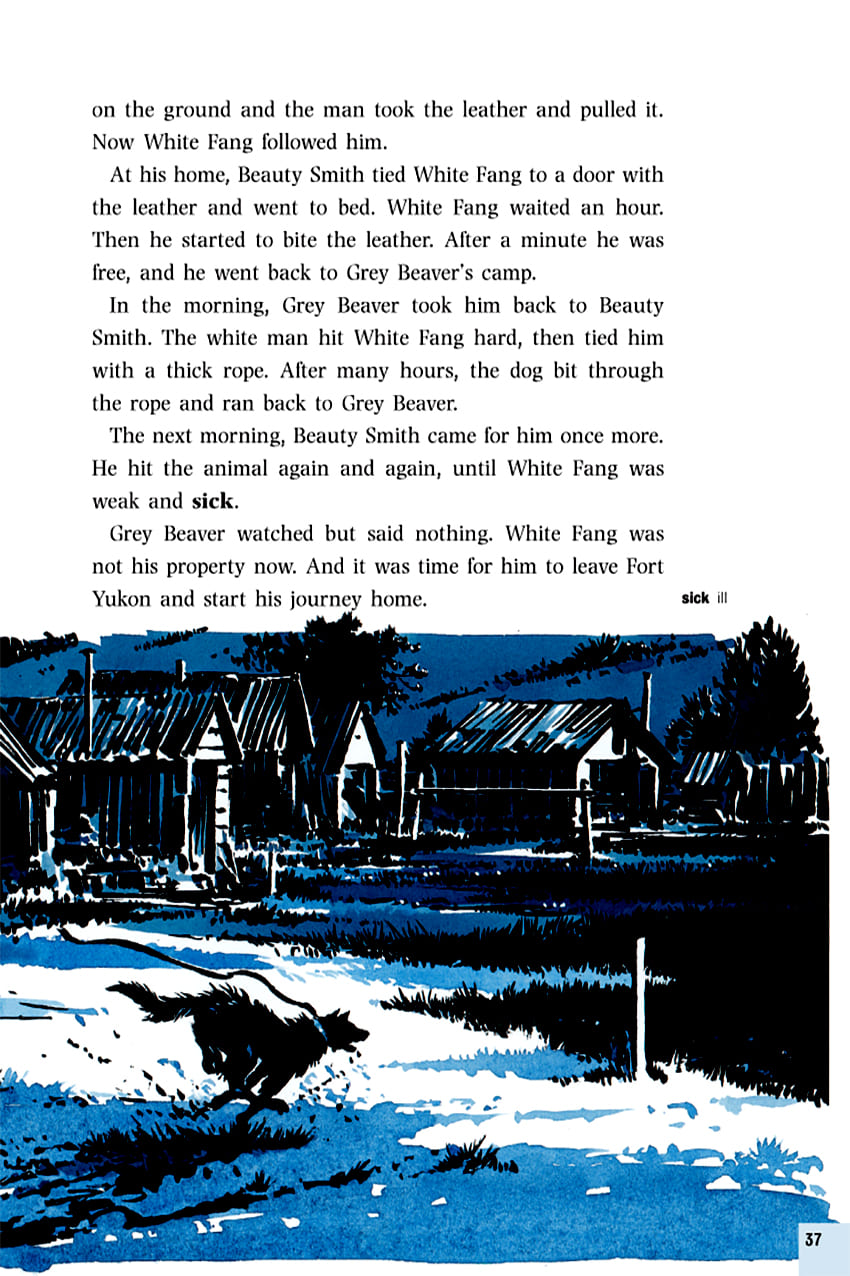 on the ground and the man took the leather and pulled it.
Now White Fang followed him.
At his home, Beauty Smith tied White Fang to a door with
the leather and went to bed. White Fang waited an hour.
Then he started to bite the leather. After a minute he was
free, and he went back to Grey Beaver's camp.
In the morning, Grey Beaver took him back to Beauty
Smith. The white man hit White Fang hard, then tied him
with a thick rope. After many hours, the dog bit through
the rope and ran back to Grey Beaver.
The next morning, Beauty Smith came for him once more.
He hit the animal again and again, until White Fang was
weak and sick.
Grey Beaver watched but said nothing. White Fang was
not his property now. And it was time for him to leave Fort
Yukon and start his journey home.
sick ill
37